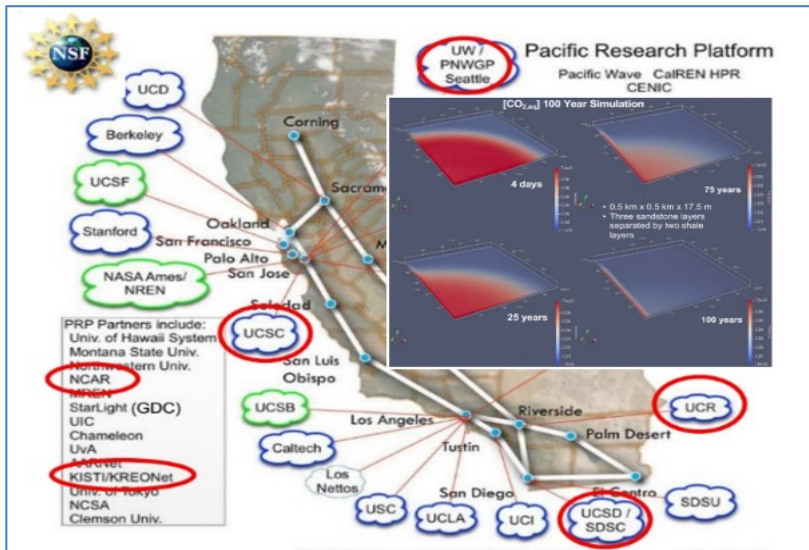 NSF
UW /
PNWGP
Seattle
Pacific Research Platform
Pacific Wave CalREN HPR
CENIC
UCD
Berkeley
UCSF
Stanford
NASA Ames/
NREN
Corning
Oakland
San Francisco
Palo Alto
San Jose
UCSC
San Luis
Obispo
[CO2,aq] 100 Year Simulation
4 days
75 years
• 0.5 km x 0.5 km x 17.5 m
• Three sandstone layers
separated by two shale
layers
25 years
100 years
PRP Partners include:
Univ. of Hawaii System
Montana State Univ.
Northwestern Univ.
NCAR
MREN
StarLight (GDC)
UIC
Chameleon
UvA
AARNet
KISTI/KREONet
Univ. of Tokyo
NCSA
Clemson Univ.
UCSB
Caltech
Los
Nettos
USC
UCLA
UCI
UCSD /
SDSC
SDSU
UCR
Los Angeles
Riverside
Tustin
Palm Desert
San Diego
El Centro